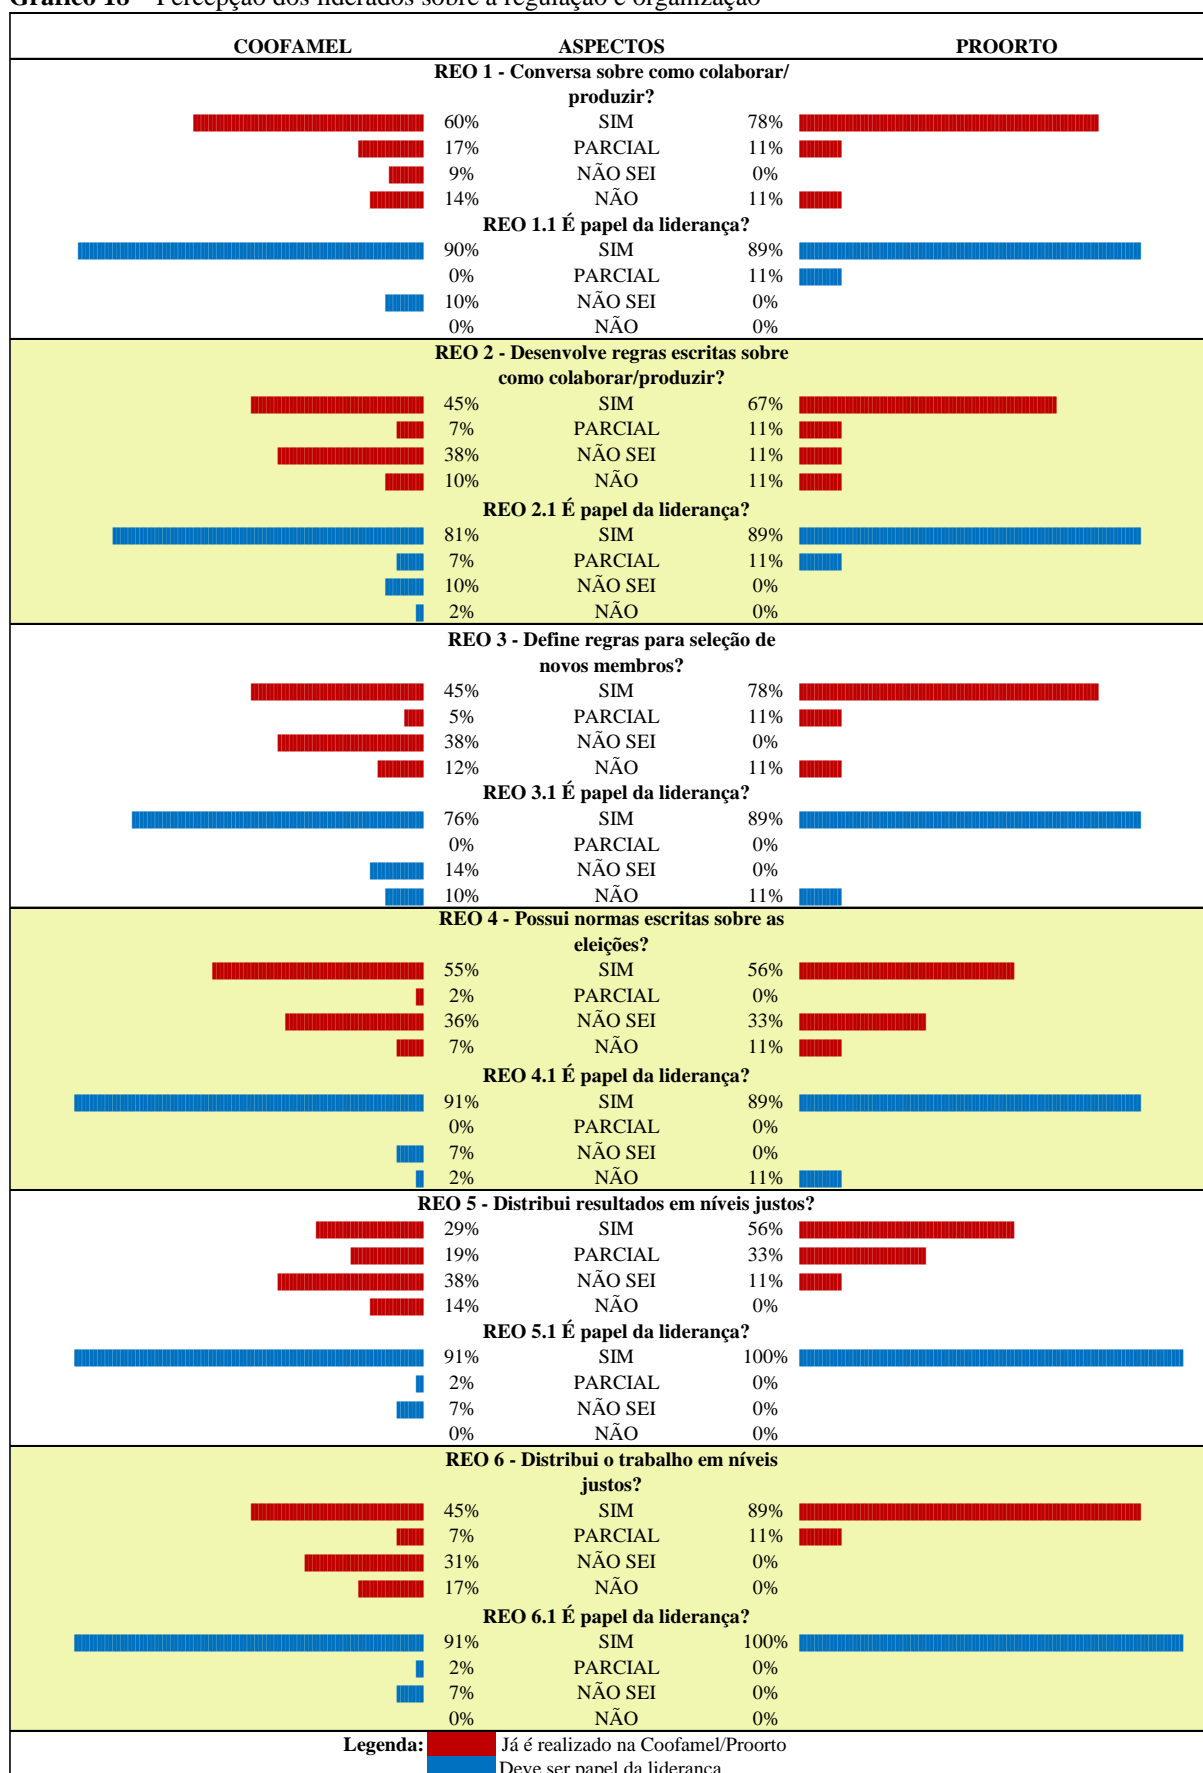 Gráfico 18 – Percepção dos liderados sobre a regulação e organização
COOFAMEL ASPECTOS PROORTO
REO 1 - Conversa sobre como colaborar/
produzir?
60% SIM 78%
17% PARCIAL 11%
9% NÃO SEI 0%
14% NÃO 11%
REO 1.1 É papel da liderança?
90% SIM 89%
0% PARCIAL 11%
10% NÃO SEI 0%
0% NÃO 0%
REO 2 - Desenvolve regras escritas sobre
como colaborar/produzir?
45% SIM 67%
7% PARCIAL 11%
38% NÃO SEI 11%
10% NÃO 11%
REO 2.1 É papel da liderança?
81% SIM 89%
7% PARCIAL 11%
10% NÃO SEI 0%
2% NÃO 0%
REO 3 - Define regras para seleção de
novos membros?
45% SIM 78%
5% PARCIAL 11%
38% NÃO SEI 0%
12% NÃO 11%
REO 3.1 É papel da liderança?
76% SIM 89%
0% PARCIAL 0%
14% NÃO SEI 0%
10% NÃO 11%
REO 4 - Possui normas escritas sobre as
eleições?
55% SIM 56%
2% PARCIAL 0%
36% NÃO SEI 33%
7% NÃO 11%
REO 4.1 É papel da liderança?
91% SIM 89%
0% PARCIAL 0%
7% NÃO SEI 0%
2% NÃO 11%
REO 5 - Distribui resultados em níveis justos?
29% SIM 56%
19% PARCIAL 33%
38% NÃO SEI 11%
14% NÃO 0%
REO 5.1 É papel da liderança?
91% SIM 100%
2% PARCIAL 0%
7% NÃO SEI 0%
0% NÃO 0%
REO 6 - Distribui o trabalho em níveis
justos?
45% SIM 89%
7% PARCIAL 11%
31% NÃO SEI 0%
17% NÃO 0%
REO 6.1 É papel da liderança?
91% SIM 100%
2% PARCIAL 0%
7% NÃO SEI 0%
0% NÃO 0%
Legenda: Já é realizado na Coofamel/Proorto
Deve ser papel da liderança